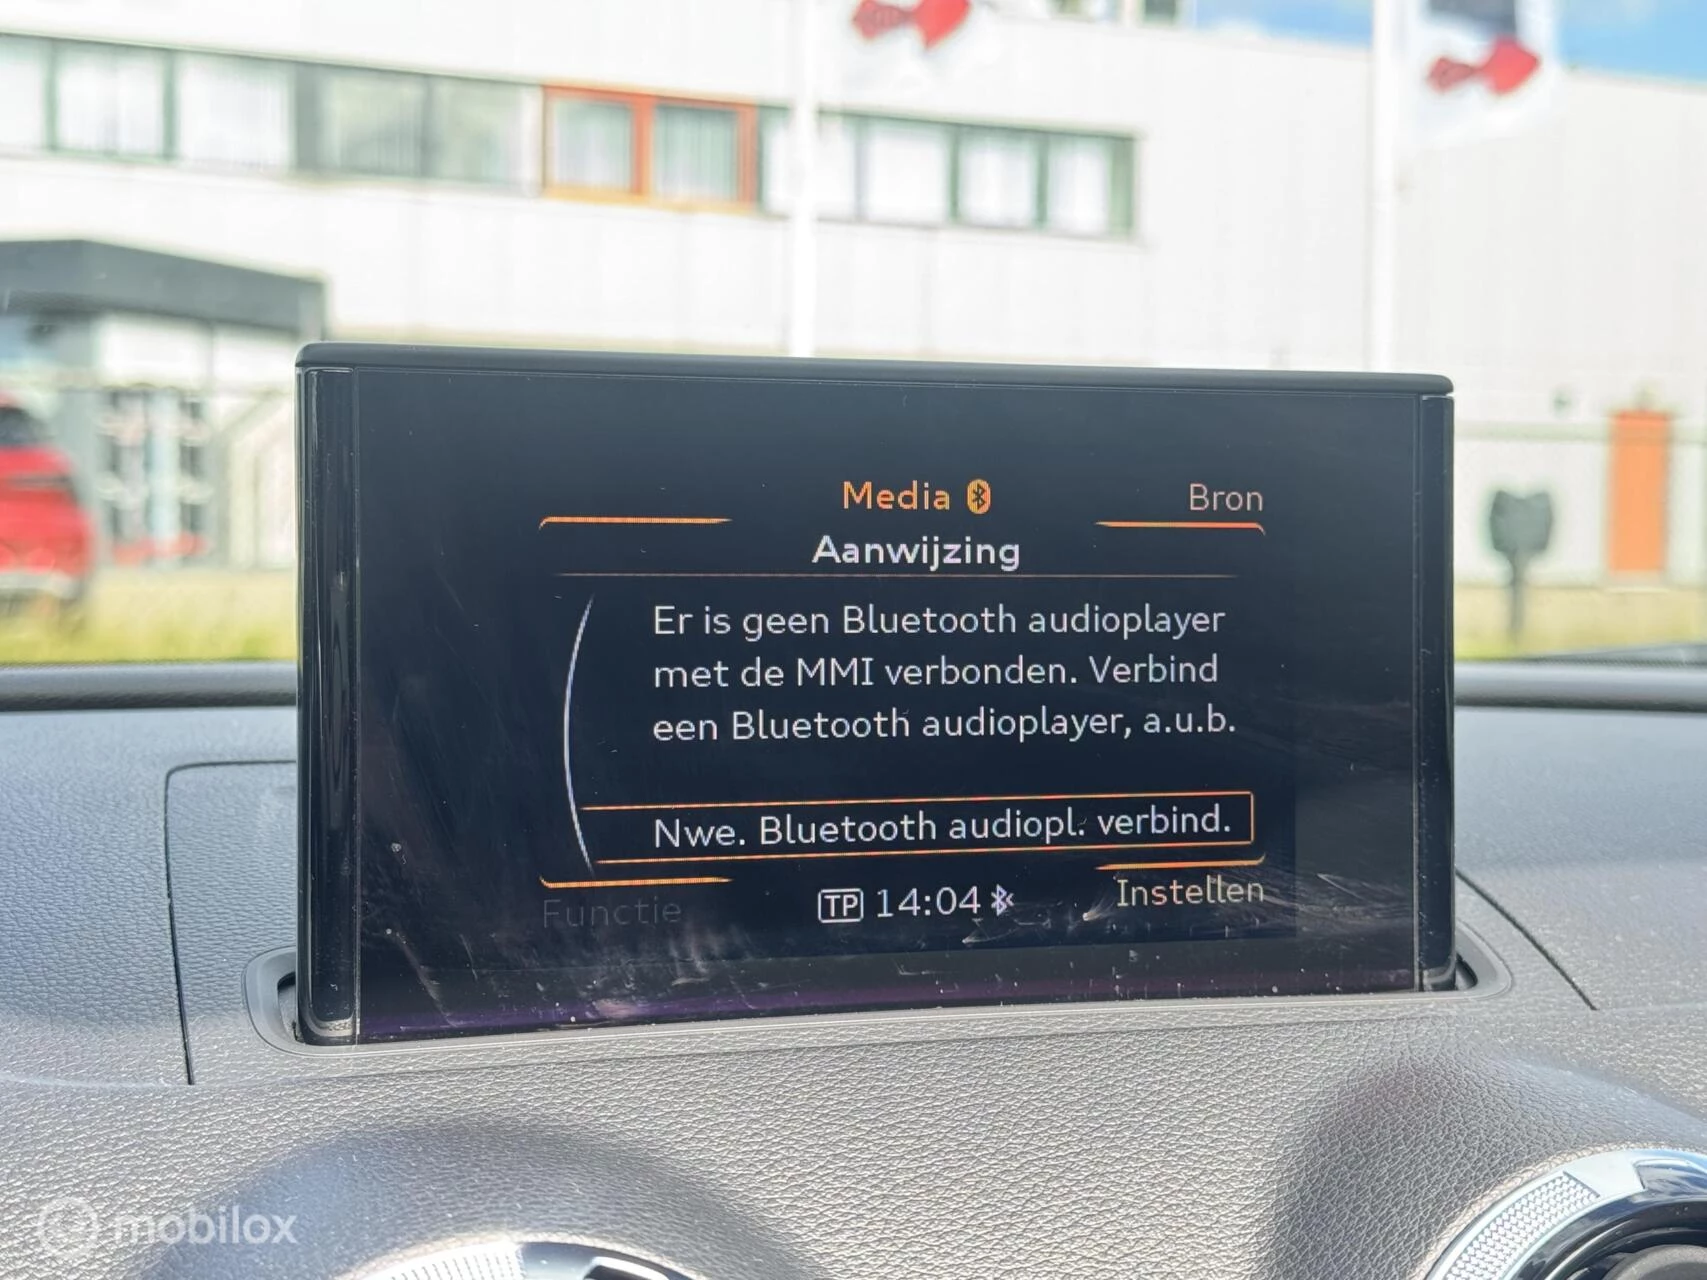 Media
Bron
Aanwijzing
Er is geen Bluetooth audioplayer
met de MMI verbonden. Verbind
een Bluetooth audioplayer, a.u.b.
Nwe. Bluetooth audiopl. verbind.
Functie
TP 14:04
Instellen
mobilox